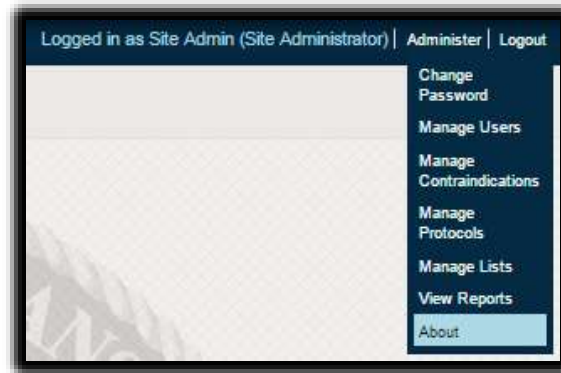 Logged in as Site Admin (Site Administrator) | Administer | Logout
Change
Password
Manage Users
Manage
Contraindications
Manage
Protocols
Manage Lists
View Reports
About